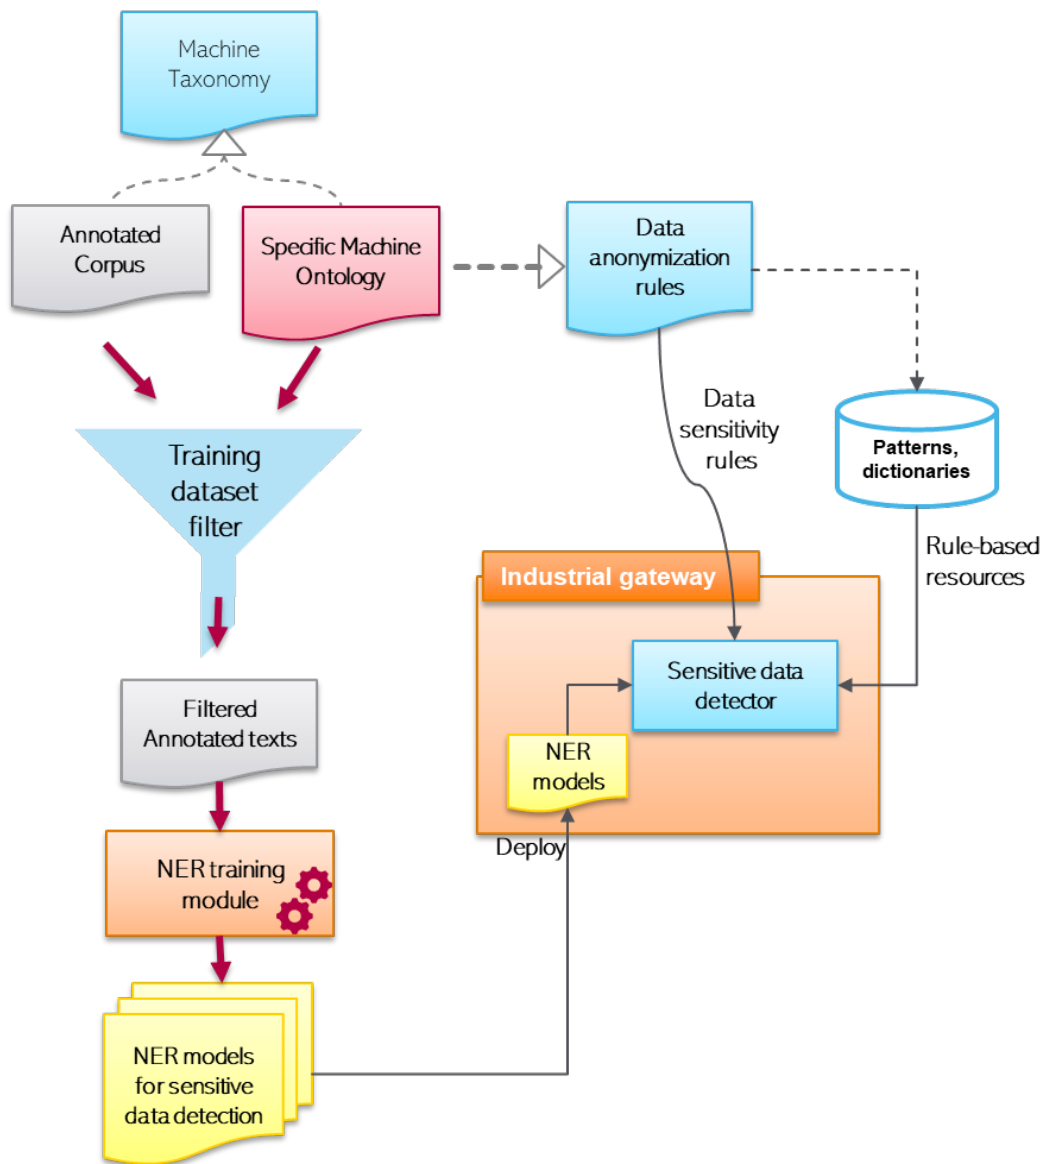 Machine
Taxonomy
Annotated
Corpus
Specific Machine
Ontology
Data
anonymization
rules
Data
sensitivity
rules
Patterns,
dictionaries
Rule-based
resources
Training
dataset
filter
Industrial gateway
Sensitive data
detector
NER
models
Deploy
Filtered
Annotated texts
NER training
module
NER models
for sensitive
data detection